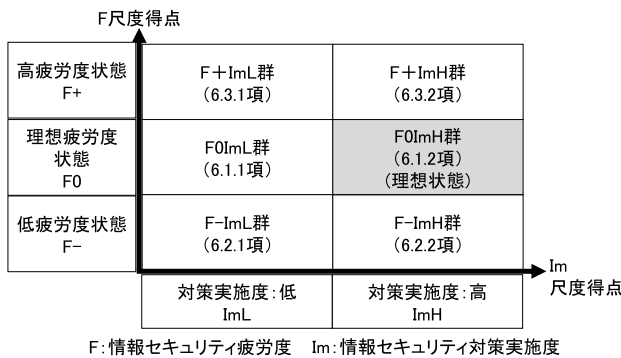 F尺度得点
高疲労度状態
F+
F+ImL群
(6.3.1項)
F+ImH群
(6.3.2項)
理想疲労度
状態
F0
F0ImL群
(6.1.1項)
F0ImH群
(6.1.2項)
(理想状態)
低疲労度状態
F-
F-ImL群
(6.2.1項)
F-ImH群
(6.2.2項)
Im
尺度得点
対策実施度:低
ImL
対策実施度:高
ImH
F:情報セキュリティ疲労度 Im:情報セキュリティ対策実施度